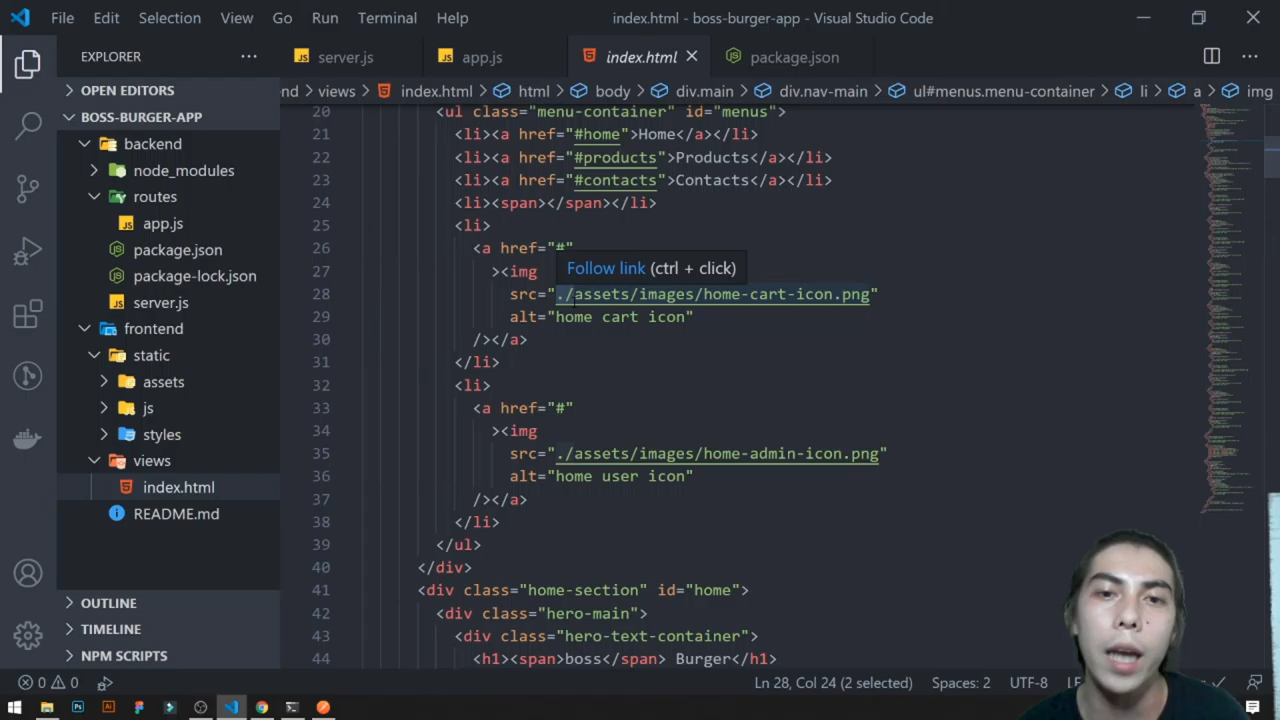 File Edit Selection View Go Run Terminal Help index.html - boss-burger-app - Visual Studio Code
EXPLORER ··· JS server.js JS app.js index.html package.json ···
OPEN EDITORS
end views index.html html body div.main div.nav-main ul#menus.menu-container li a img
BOSS-BURGER-APP
backend
node_modules
routes
JS app.js
package.json
package-lock.json
JS server.js
frontend
static
assets
js
styles
views
index.html
README.md
OUTLINE
TIMELINE
NPM SCRIPTS
20 <ul class="menu-container" id="menus">
21 <li><a href="#home">Home</a></li>
22 <li><a href="#products">Products</a></li>
23 <li><a href="#contacts">contacts</a></li>
24 <li><span></span></li>
25 <li>
26 <a href="#"
Follow link (ctrl + click)
27 ><img
28 src="./assets/images/home-cart-icon.png"
29 alt="home cart icon"
30 /></a>
31 </li>
32 <li>
33 <a href="#"
34 ><img
35 src="./assets/images/home-admin-icon.png"
36 alt="home user icon"
37 /></a>
38 </li>
39 </ul>
40 </div>
41 <div class="home-section" id="home">
42 <div class="hero-main">
43 <div class="hero-text-container">
44 <h1><span>boss</span> Burger</h1>
0 0 Ln 28, Col 24 (2 selected) Spaces: 2 UTF-8
Ps Ai